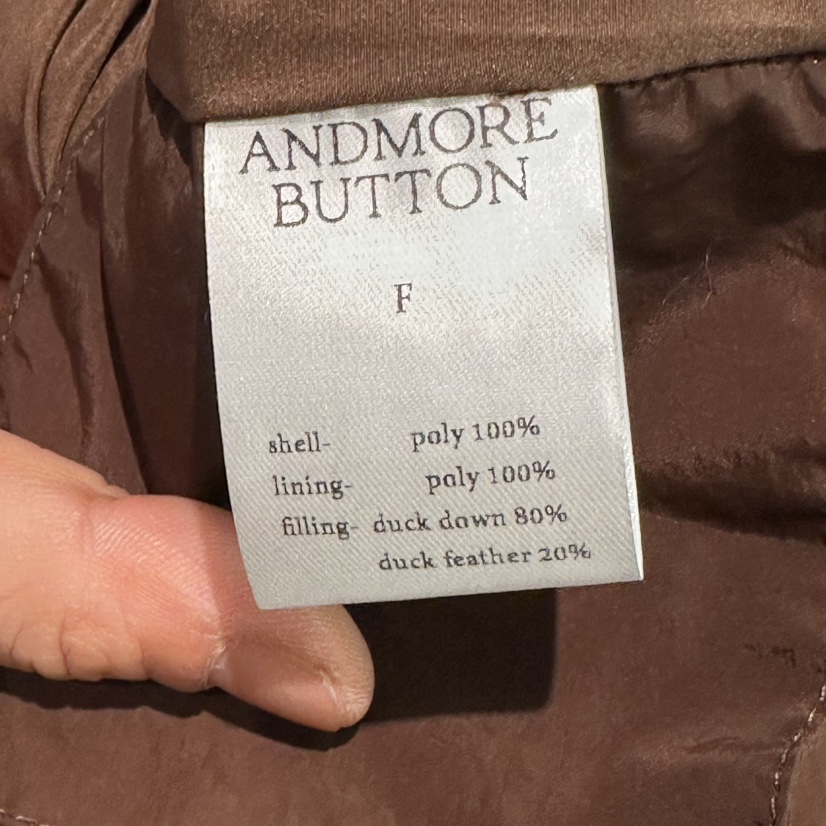 ANDMORE
BUTTON
F
shell- poly 100%
lining- poly 100%
filling- duck down 80%
duck feather 20%